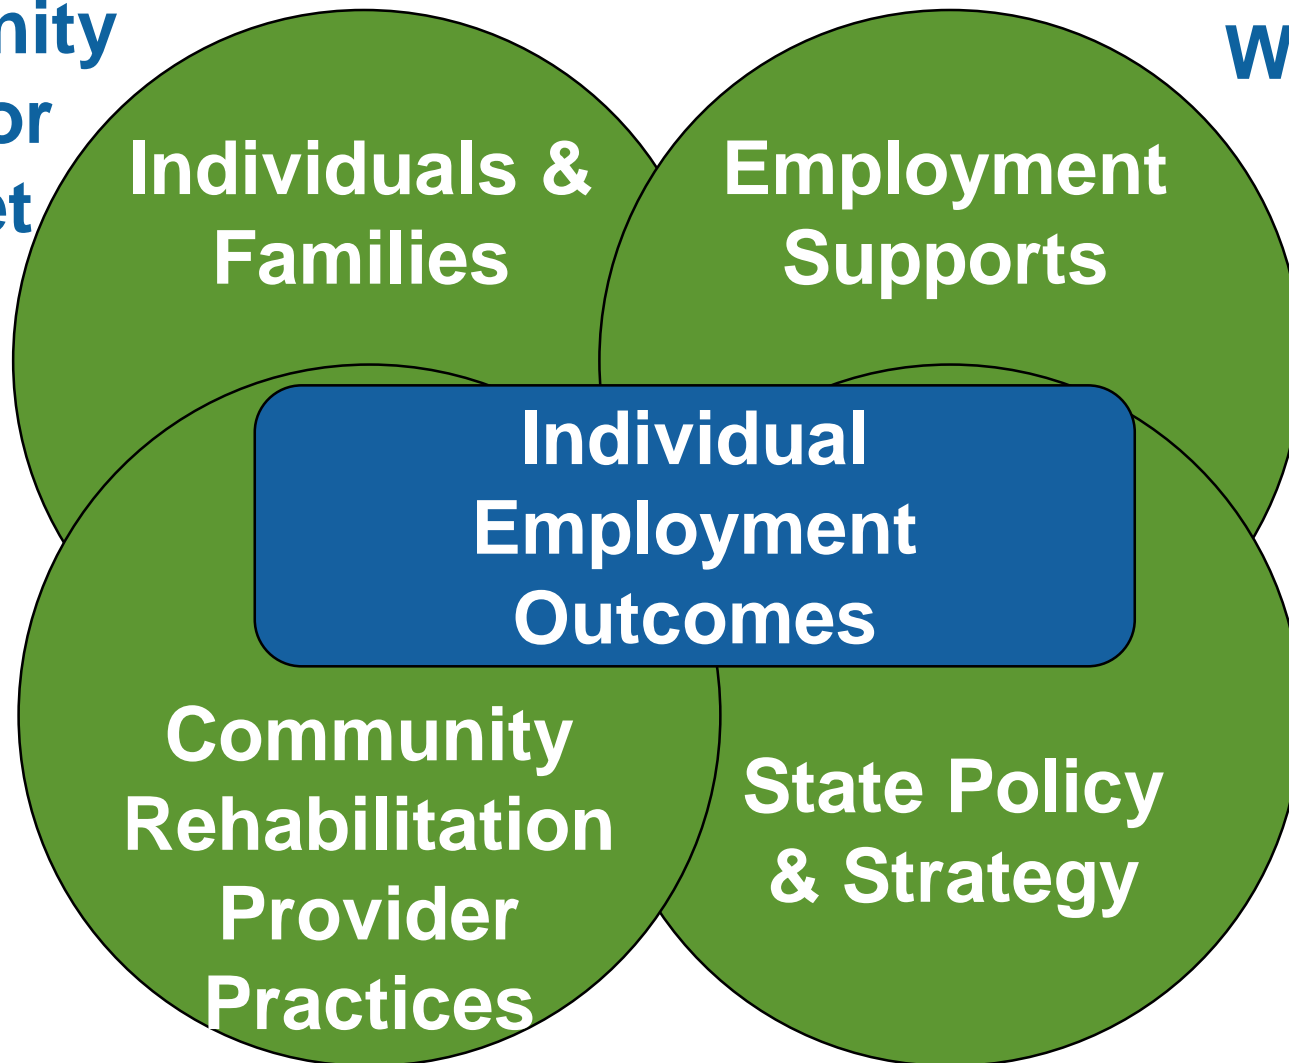 Individuals &
Families
Employment
Supports
Individual
Employment
Outcomes
Community
Rehabilitation
Provider
Practices
State Policy
& Strategy